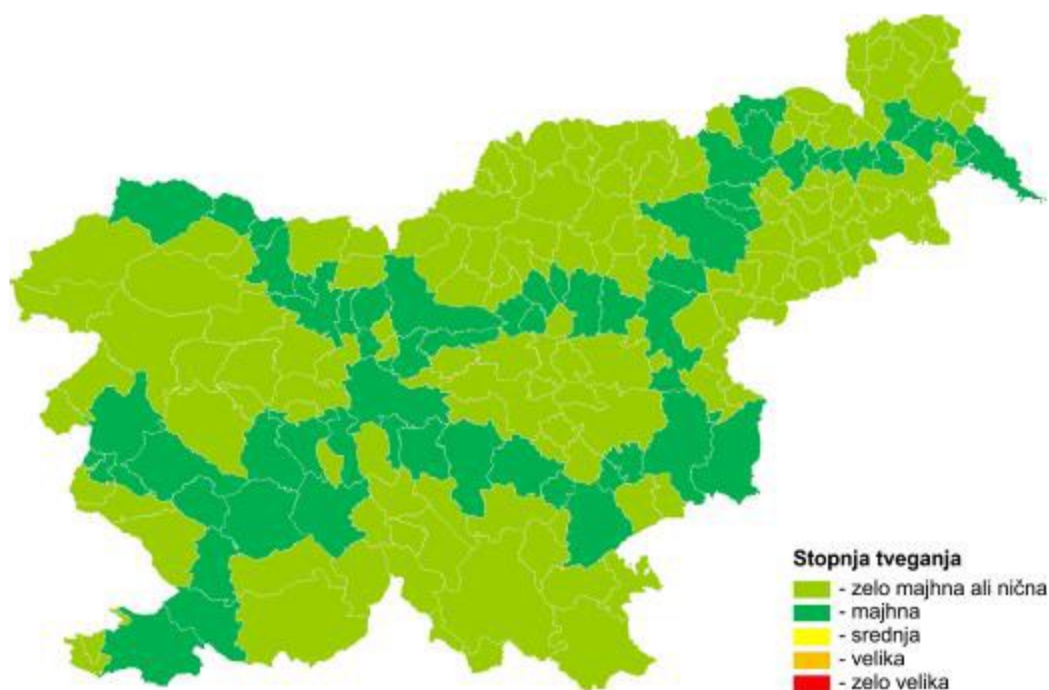 Stopnja tveganja
- zelo majhna ali nična
- majhna
- srednja
- velika
- zelo velika